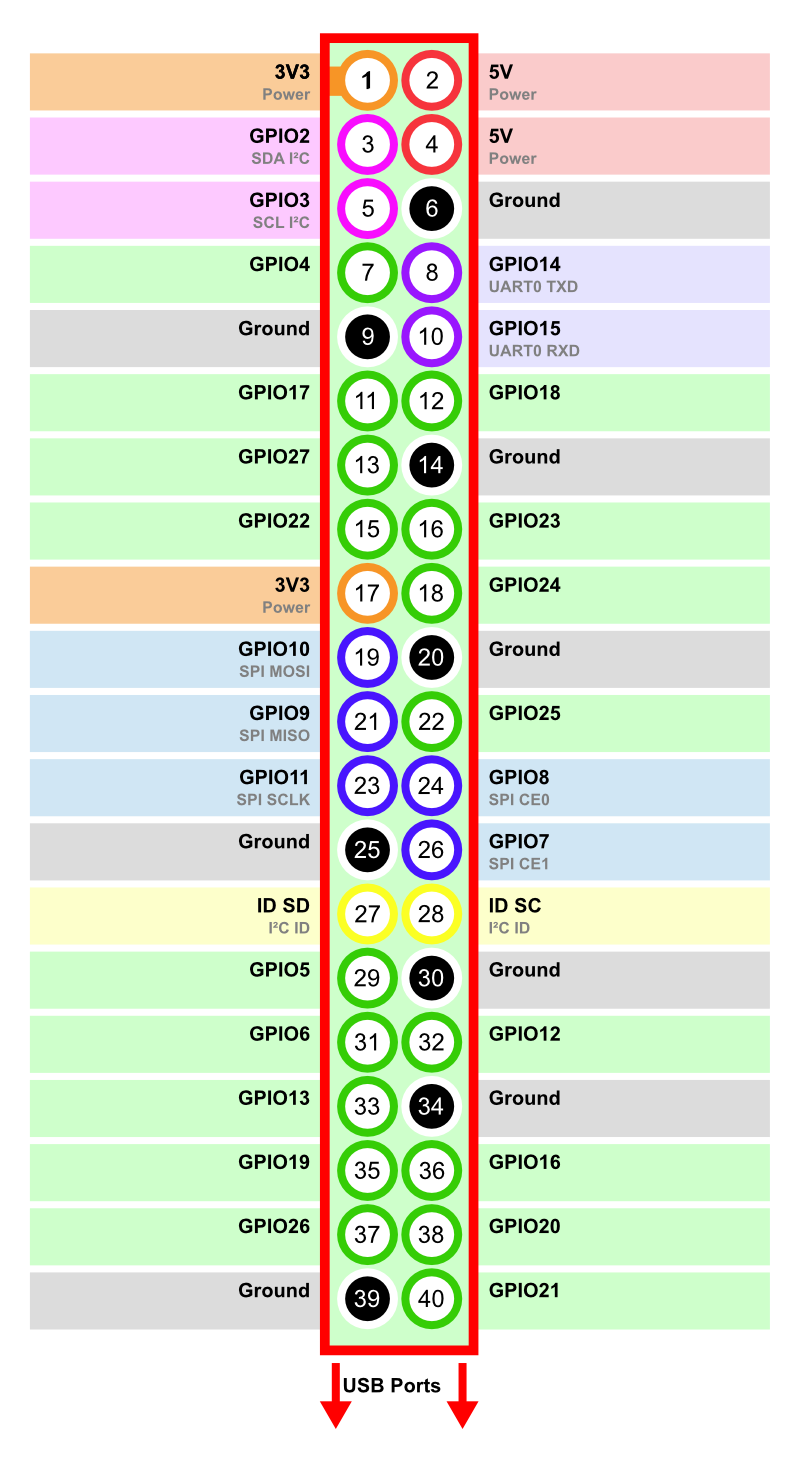 3V3 1 2 5V
Power Power
GPIO2 3 4 5V
SDA I²C Power
GPIO3 5 6 Ground
SCL I²C
GPIO4 7 8 GPIO14
UART0 TXD
Ground 9 10 GPIO15
UART0 RXD
GPIO17 11 12 GPIO18
GPIO27 13 14 Ground
GPIO22 15 16 GPIO23
3V3 17 18 GPIO24
Power
GPIO10 19 20 Ground
SPI MOSI
GPIO9 21 22 GPIO25
SPI MISO
GPIO11 23 24 GPIO8
SPI SCLK SPI CE0
Ground 25 26 GPIO7
SPI CE1
ID SD 27 28 ID SC
I²C ID I²C ID
GPIO5 29 30 Ground
GPIO6 31 32 GPIO12
GPIO13 33 34 Ground
GPIO19 35 36 GPIO16
GPIO26 37 38 GPIO20
Ground 39 40 GPIO21
USB Ports